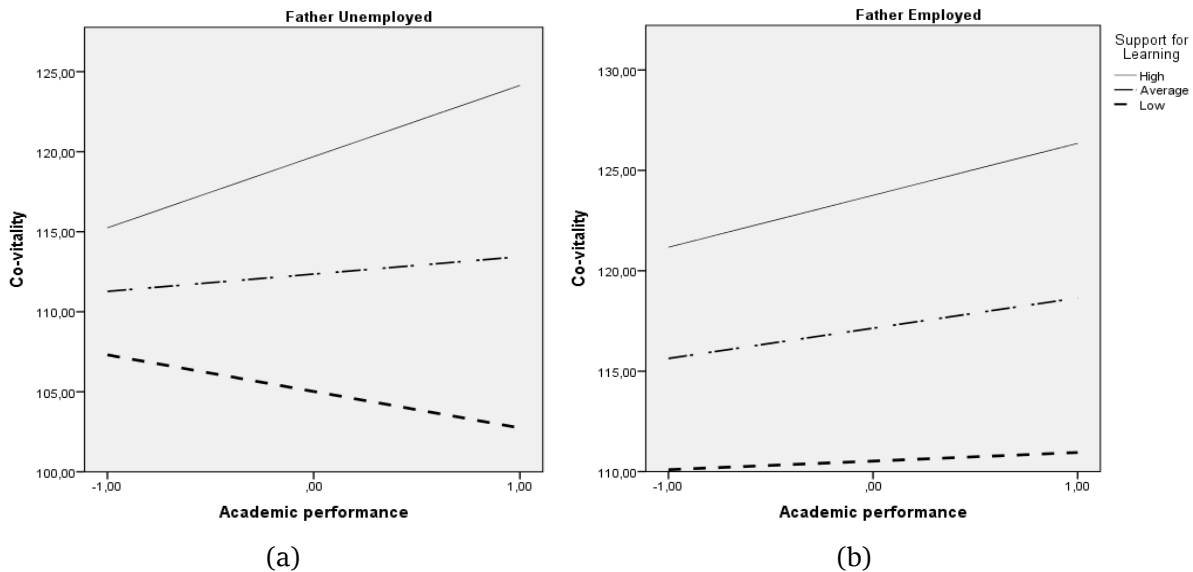 Father Unemployed
125,00
120,00
115,00
110,00
105,00
100,00
Co-vitality
-1,00
,00
1,00
Academic performance
(a)
Father Employed
130,00
125,00
120,00
115,00
110,00
Co-vitality
-1,00
,00
1,00
Academic performance
(b)
Support for
Learning
High
Average
Low